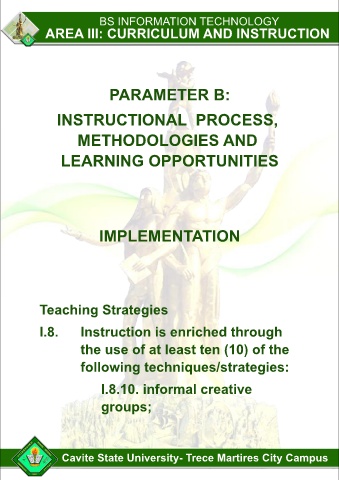 BS INFORMATION TECHNOLOGY
AREA III: CURRICULUM AND INSTRUCTION
PARAMETER B:
INSTRUCTIONAL PROCESS,
METHODOLOGIES AND
LEARNING OPPORTUNITIES
IMPLEMENTATION
Teaching Strategies
I.8. Instruction is enriched through
the use of at least ten (10) of the
following techniques/strategies:
I.8.10. informal creative
groups;
Cavite State University- Trece Martires City Campus